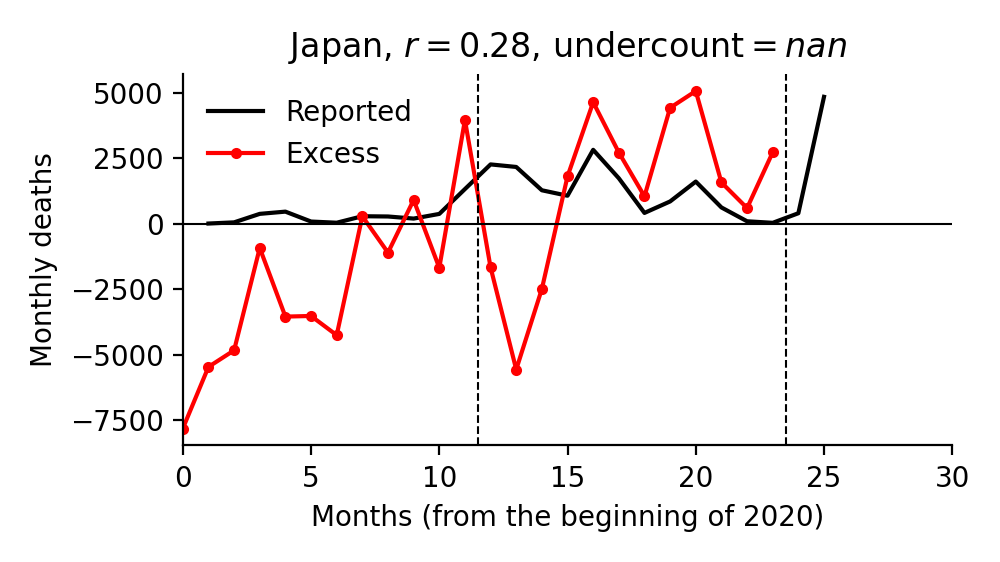 Japan, r = 0.28, undercount = nan
5000
2500
0
−2500
−5000
−7500
Monthly deaths
Reported
Excess
0 5 10 15 20 25 30
Months (from the beginning of 2020)